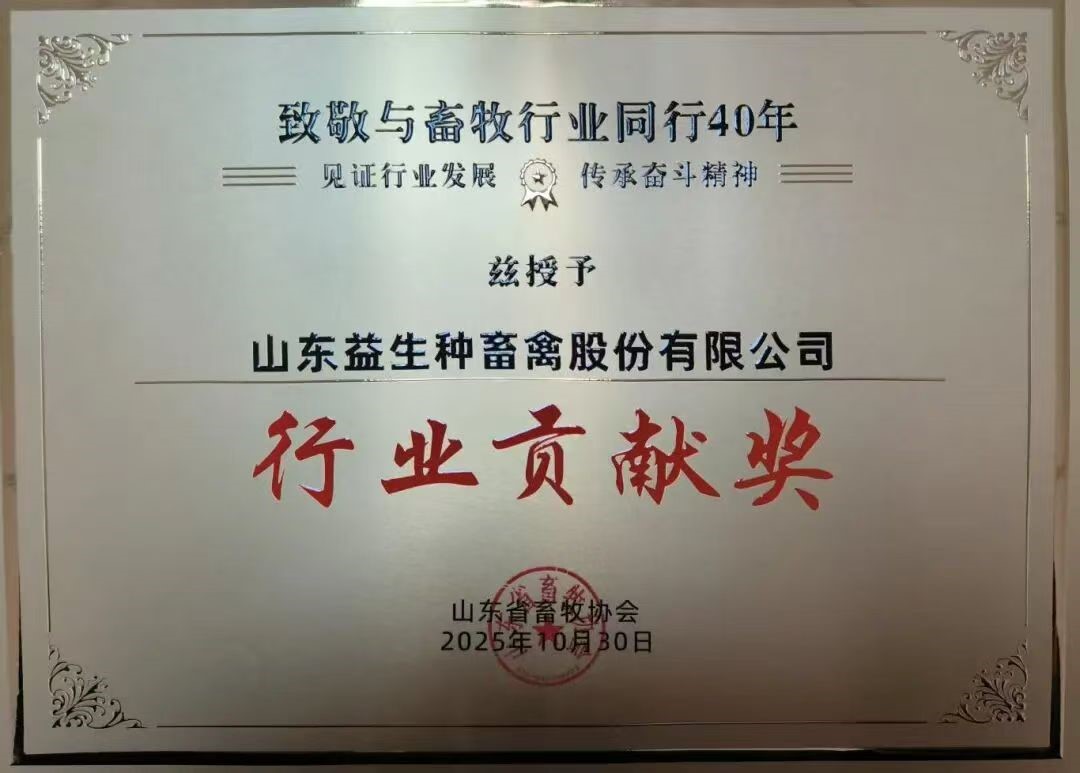 致敬与畜牧行业同行40年
见证行业发展 传承奋斗精神
兹授予
山东益生种畜禽股份有限公司
行业贡献奖
山东省畜牧协会
2025年10月30日